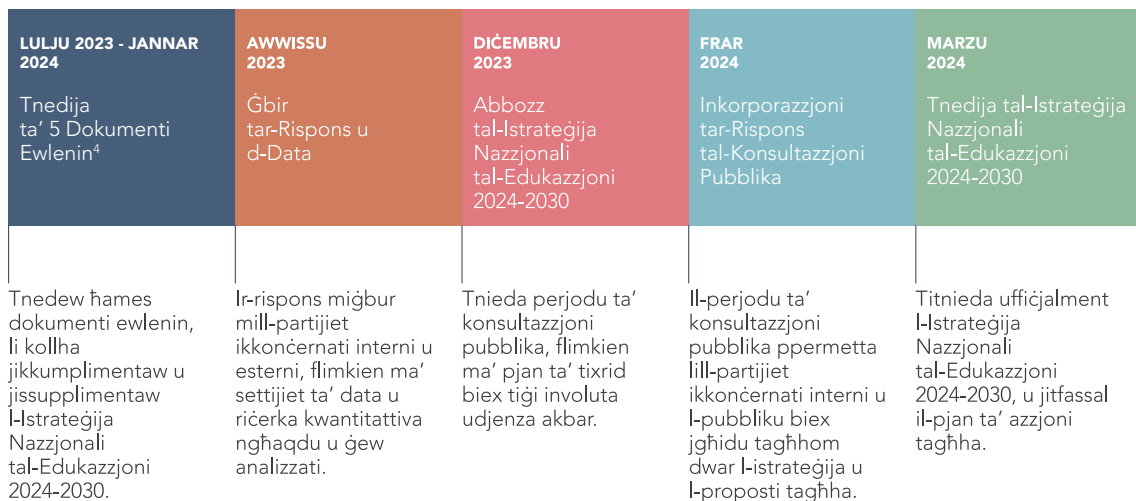 LULJU 2023 - JANNAR
2024
Tnedija
ta’ 5 Dokumenti
Ewlenin4
Tnedew ħames
dokumenti ewlenin,
li kollha
jikkumplimentaw u
jissupplimentaw
l-Istrateġija
Nazzjonali
tal-Edukazzjoni
2024-2030.
AWWISSU
2023
Ġbir
tar-Rispons u
d-Data
Ir-rispons miġbur
mill-partijiet
ikkonċernati interni u
esterni, flimkien ma’
settijiet ta’ data u
riċerka kwantitattiva
ngħaqdu u ġew
analizzati.
DIĊEMBRU
2023
Abbozz
tal-Istrateġija
Nazzjonali
tal-Edukazzjoni
2024-2030
Tnieda perjodu ta’
konsultazzjoni
pubblika, flimkien
ma’ pjan ta’ tixrid
biex tiġi involuta
udjenza akbar.
FRAR
2024
Inkorporazzjoni
tar-Rispons
tal-Konsultazzjoni
Pubblika
Il-perjodu ta’
konsultazzjoni
pubblika ppermetta
lill-partijiet
ikkonċernati interni u
l-pubbliku biex
jgħidu tagħhom
dwar l-istrateġija u
l-proposti tagħha.
MARZU
2024
Tnedija tal-Istrateġija
Nazzjonali
tal-Edukazzjoni
2024-2030
Titnieda uffiċjalment
l-Istrateġija
Nazzjonali
tal-Edukazzjoni
2024-2030, u jitfassal
il-pjan ta’ azzjoni
tagħha.